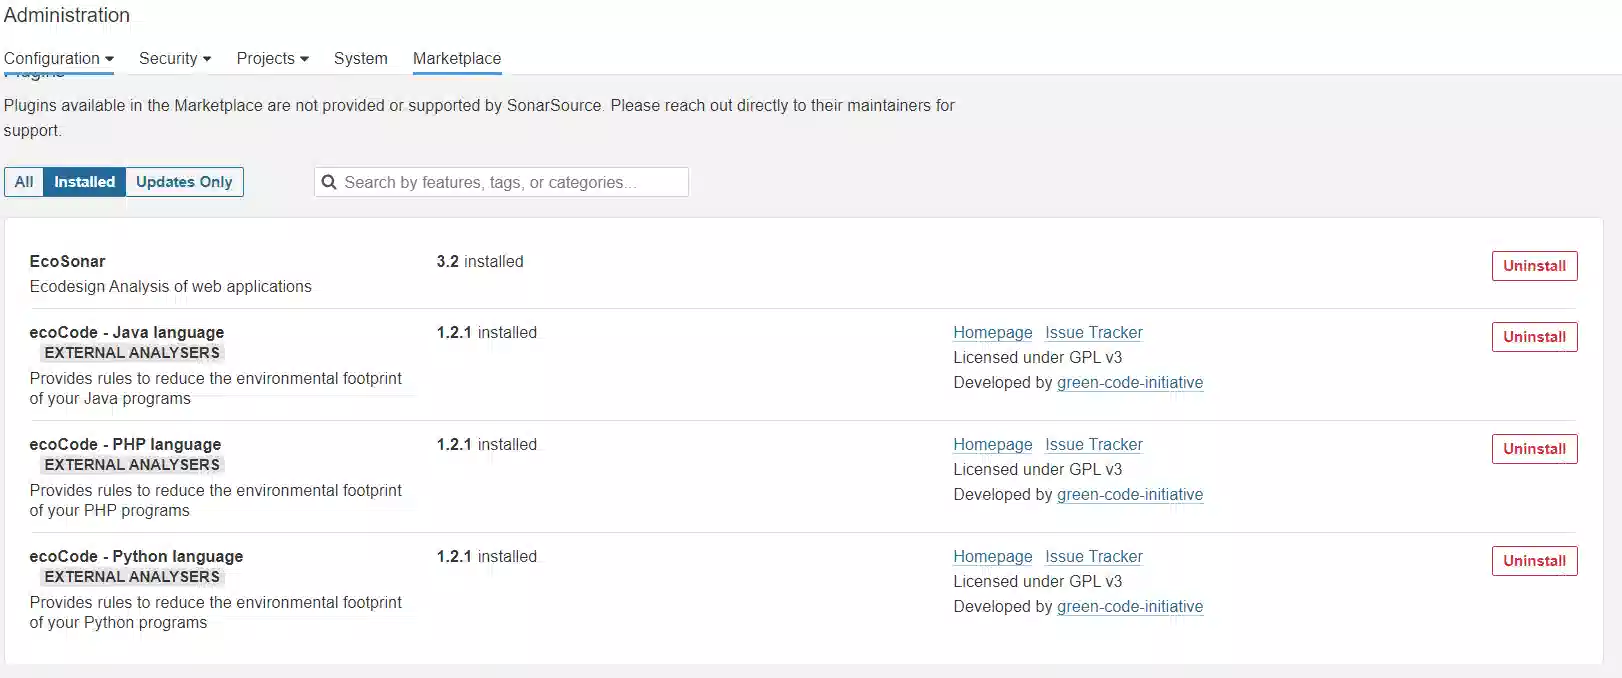 Administration
Configuration Security Projects System Marketplace
Plugins
Plugins available in the Marketplace are not provided or supported by SonarSource. Please reach out directly to their maintainers for
support.
All Installed Updates Only Search by features, tags, or categories...
EcoSonar 3.2 installed Uninstall
Ecodesign Analysis of web applications
ecoCode - Java language 1.2.1 installed Homepage Issue Tracker Uninstall
EXTERNAL ANALYSERS Licensed under GPL v3
Provides rules to reduce the environmental footprint Developed by green-code-initiative
of your Java programs
ecoCode - PHP language 1.2.1 installed Homepage Issue Tracker Uninstall
EXTERNAL ANALYSERS Licensed under GPL v3
Provides rules to reduce the environmental footprint Developed by green-code-initiative
of your PHP programs
ecoCode - Python language 1.2.1 installed Homepage Issue Tracker Uninstall
EXTERNAL ANALYSERS Licensed under GPL v3
Provides rules to reduce the environmental footprint Developed by green-code-initiative
of your Python programs